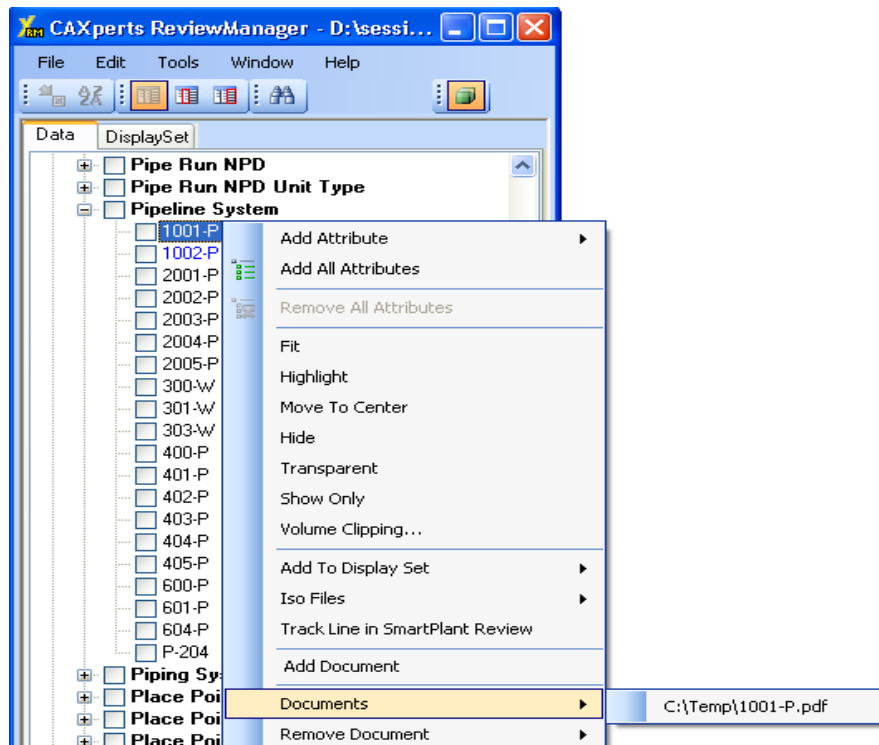 CAXperts ReviewManager - D:\sessi...
File Edit Tools Window Help
Data DisplaySet
Pipe Run NPD
Pipe Run NPD Unit Type
Pipeline System
1001-P
1002-P
2001-P
2002-P
2003-P
2004-P
2005-P
300-W
301-W
303-W
400-P
401-P
402-P
403-P
404-P
405-P
600-P
601-P
604-P
P-204
Piping Sy
Place Poi
Place Poi
Place Poi
Add Attribute
Add All Attributes
Remove All Attributes
Fit
Highlight
Move To Center
Hide
Transparent
Show Only
Volume Clipping...
Add To Display Set
Iso Files
Track Line in SmartPlant Review
Add Document
Documents
Remove Document
C:\Temp\1001-P.pdf